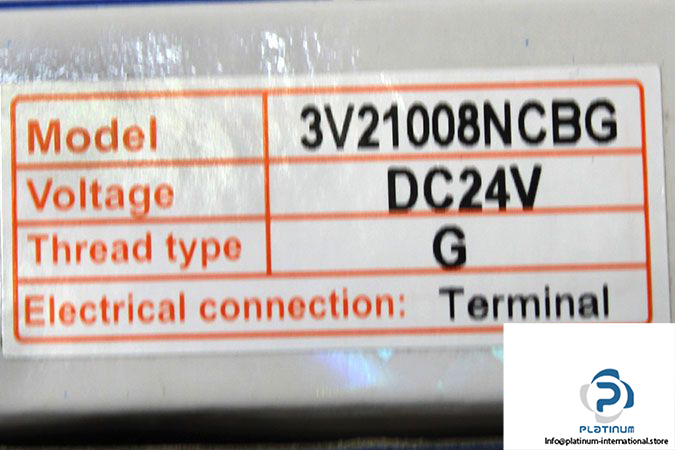 Model 3V21008NCBG
Voltage DC24V
Thread type G
Electrical connection: Terminal
PLATINUM
Info@platinum-international.store